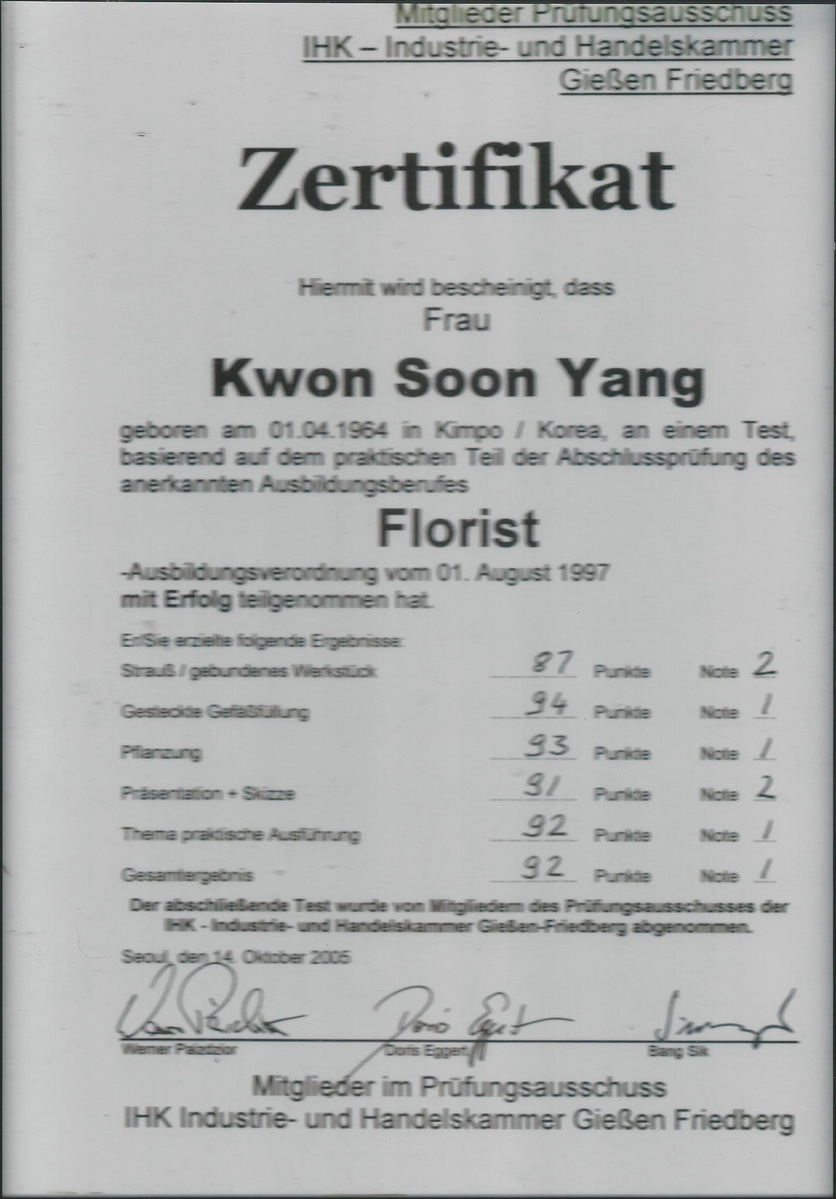 Mitglieder Prüfungsausschuss
IHK – Industrie- und Handelskammer
Gießen Friedberg
Zertifikat
Hiermit wird bescheinigt, dass
Frau
Kwon Soon Yang
geboren am 01.04.1964 in Kimpo / Korea, an einem Test,
basierend auf dem praktischen Teil der Abschlussprüfung des
anerkannten Ausbildungsberufes
Florist
-Ausbildungsverordnung vom 01. August 1997
mit Erfolg teilgenommen hat.
Er/Sie erzielte folgende Ergebnisse:
Strauß / gebundenes Werkstück 87 Punkte Note 2
Gesteckte Gefäßfüllung 94 Punkte Note 1
Pflanzung 93 Punkte Note 1
Präsentation + Skizze 91 Punkte Note 2
Thema praktische Ausführung 92 Punkte Note 1
Gesamtergebnis 92 Punkte Note 1
Der abschließende Test wurde von Mitgliedern des Prüfungsausschusses der
IHK - Industrie- und Handelskammer Gießen-Friedberg abgenommen.
Seoul, den 14. Oktober 2005
Doris Eggert
Werner Doris Eggert Bang Sik
Mitglieder im Prüfungsausschuss
IHK Industrie- und Handelskammer Gießen Friedberg